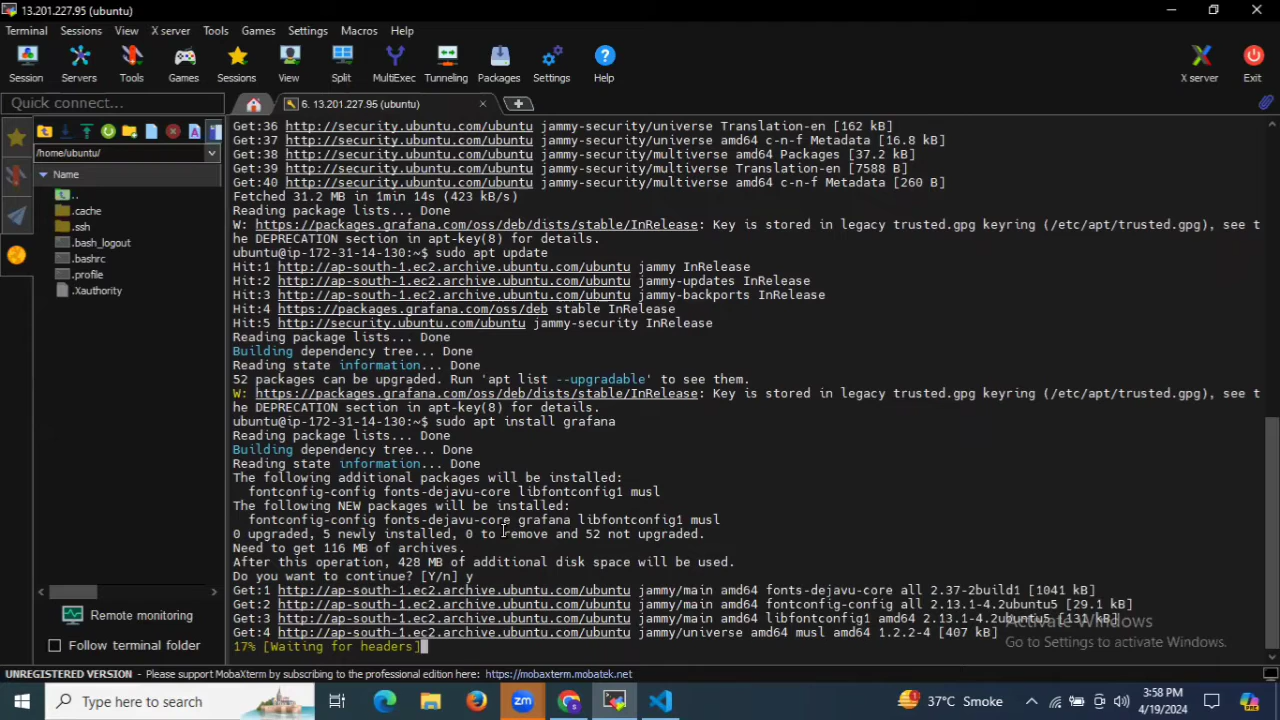 13.201.227.95 (ubuntu)
Terminal Sessions View X server Tools Games Settings Macros Help
Session Servers Tools Games Sessions View Split MultiExec Tunneling Packages Settings Help X server Exit
Quick connect...
6. 13.201.227.95 (ubuntu)
/home/ubuntu/
Name
..
.cache
.ssh
.bash_logout
.bashrc
.profile
.Xauthority
Remote monitoring
Follow terminal folder
Get:36 http://security.ubuntu.com/ubuntu jammy-security/universe Translation-en [162 kB]
Get:37 http://security.ubuntu.com/ubuntu jammy-security/universe amd64 c-n-f Metadata [16.8 kB]
Get:38 http://security.ubuntu.com/ubuntu jammy-security/multiverse amd64 Packages [37.2 kB]
Get:39 http://security.ubuntu.com/ubuntu jammy-security/multiverse Translation-en [7588 B]
Get:40 http://security.ubuntu.com/ubuntu jammy-security/multiverse amd64 c-n-f Metadata [260 B]
Fetched 31.2 MB in 1min 14s (423 kB/s)
Reading package lists... Done
W: https://packages.grafana.com/oss/deb/dists/stable/InRelease: Key is stored in legacy trusted.gpg keyring (/etc/apt/trusted.gpg), see t
he DEPRECATION section in apt-key(8) for details.
ubuntu@ip-172-31-14-130:~$ sudo apt update
Hit:1 http://ap-south-1.ec2.archive.ubuntu.com/ubuntu jammy InRelease
Hit:2 http://ap-south-1.ec2.archive.ubuntu.com/ubuntu jammy-updates InRelease
Hit:3 http://ap-south-1.ec2.archive.ubuntu.com/ubuntu jammy-backports InRelease
Hit:4 https://packages.grafana.com/oss/deb stable InRelease
Hit:5 http://security.ubuntu.com/ubuntu jammy-security InRelease
Reading package lists... Done
Building dependency tree... Done
Reading state information... Done
52 packages can be upgraded. Run 'apt list --upgradable' to see them.
W: https://packages.grafana.com/oss/deb/dists/stable/InRelease: Key is stored in legacy trusted.gpg keyring (/etc/apt/trusted.gpg), see t
he DEPRECATION section in apt-key(8) for details.
ubuntu@ip-172-31-14-130:~$ sudo apt install grafana
Reading package lists... Done
Building dependency tree... Done
Reading state information... Done
The following additional packages will be installed:
fontconfig-config fonts-dejavu-core libfontconfig1 musl
The following NEW packages will be installed:
fontconfig-config fonts-dejavu-core grafana libfontconfig1 musl
0 upgraded, 5 newly installed, 0 to remove and 52 not upgraded.
Need to get 116 MB of archives.
After this operation, 428 MB of additional disk space will be used.
Do you want to continue? [Y/n] y
Get:1 http://ap-south-1.ec2.archive.ubuntu.com/ubuntu jammy/main amd64 fonts-dejavu-core all 2.37-2build1 [1041 kB]
Get:2 http://ap-south-1.ec2.archive.ubuntu.com/ubuntu jammy/main amd64 fontconfig-config all 2.13.1-4.2ubuntu5 [29.1 kB]
Get:3 http://ap-south-1.ec2.archive.ubuntu.com/ubuntu jammy/main amd64 libfontconfig1 amd64 2.13.1-4.2ubuntu5 [131 kB]
Get:4 http://ap-south-1.ec2.archive.ubuntu.com/ubuntu jammy/universe amd64 musl amd64 1.2.2-4 [407 kB]
17% [Waiting for headers]
Activate Windows
Go to Settings to activate Windows.
UNREGISTERED VERSION - Please support MobaXterm by subscribing to the professional edition here: https://mobaxterm.mobatek.net
Type here to search
zm
37°C Smoke
3:58 PM
4/19/2024